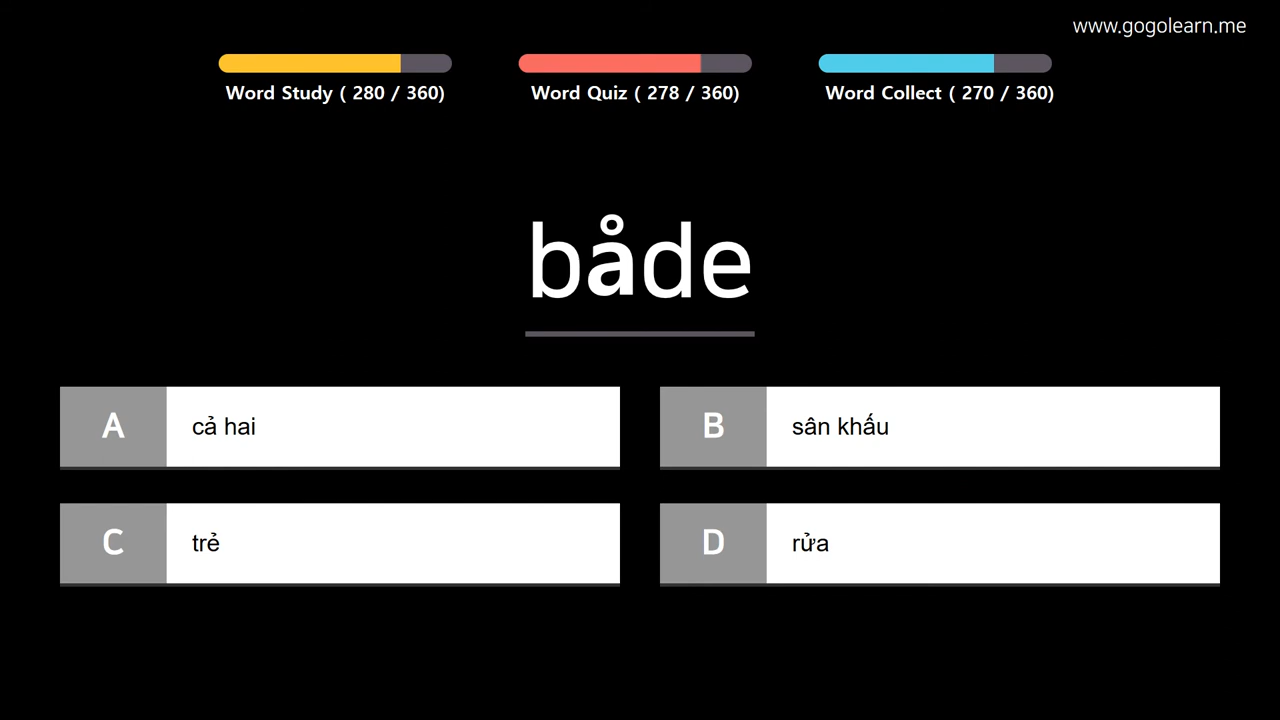 www.gogolearn.me
Word Study ( 280 / 360)
Word Quiz ( 278 / 360)
Word Collect ( 270 / 360)
både
A cả hai
B sân khấu
C trẻ
D rửa